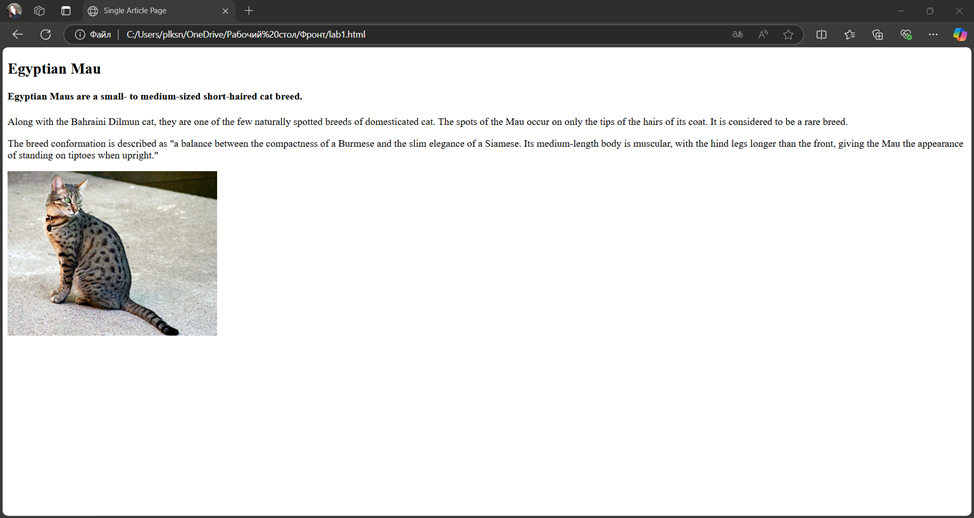 Single Article Page
Файл
C:/Users/plksn/OneDrive/Рабочий%20стол/Фронт/lab1.html
Egyptian Mau
Egyptian Maus are a small- to medium-sized short-haired cat breed.
Along with the Bahraini Dilmun cat, they are one of the few naturally spotted breeds of domesticated cat. The spots of the Mau occur on only the tips of the hairs of its coat. It is considered to be a rare breed.
The breed conformation is described as "a balance between the compactness of a Burmese and the slim elegance of a Siamese. Its medium-length body is muscular, with the hind legs longer than the front, giving the Mau the appearance
of standing on tiptoes when upright."